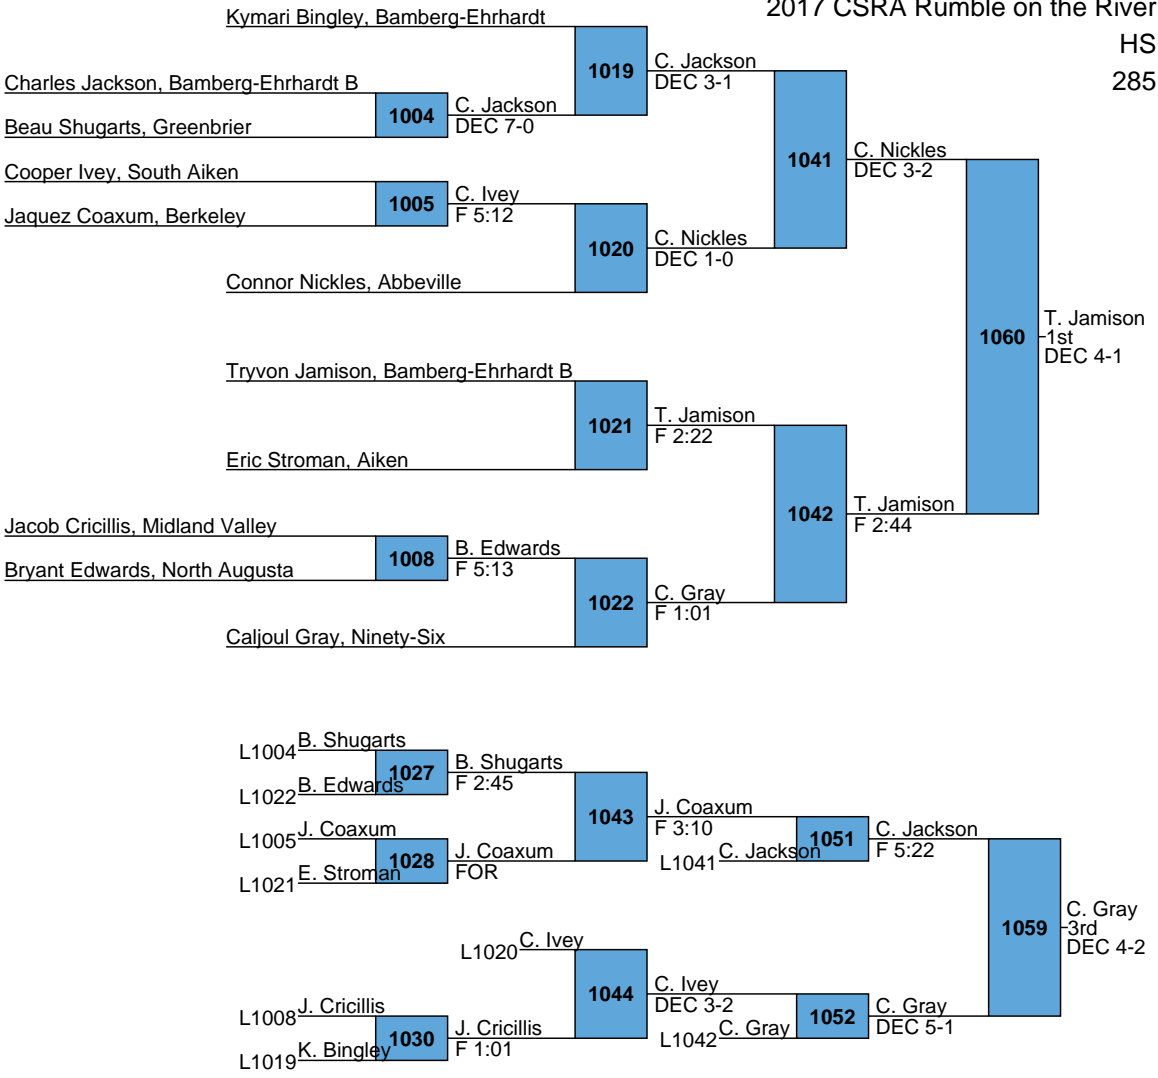 2017 CSRA Rumble on the River
HS
285
Kymari Bingley, Bamberg-Ehrhardt
1019
C. Jackson
DEC 3-1
Charles Jackson, Bamberg-Ehrhardt B
1004
C. Jackson
DEC 7-0
Beau Shugarts, Greenbrier
1041
C. Nickles
DEC 3-2
Cooper Ivey, South Aiken
1005
C. Ivey
F 5:12
Jaquez Coaxum, Berkeley
1020
C. Nickles
DEC 1-0
Connor Nickles, Abbeville
1060
T. Jamison
1st
DEC 4-1
Tryvon Jamison, Bamberg-Ehrhardt B
1021
T. Jamison
F 2:22
Eric Stroman, Aiken
1042
T. Jamison
F 2:44
Jacob Cricillis, Midland Valley
1008
B. Edwards
F 5:13
Bryant Edwards, North Augusta
1022
C. Gray
F 1:01
Caljoul Gray, Ninety-Six
L1004 B. Shugarts
1027
B. Shugarts
F 2:45
L1022 B. Edwards
1043
J. Coaxum
F 3:10
L1005 J. Coaxum
1028
J. Coaxum
FOR
L1021 E. Stroman
1051
C. Jackson
F 5:22
L1041 C. Jackson
1059
C. Gray
3rd
DEC 4-2
L1020 C. Ivey
1044
C. Ivey
DEC 3-2
L1008 J. Cricillis
1030
J. Cricillis
F 1:01
L1019 K. Bingley
1052
C. Gray
DEC 5-1
L1042 C. Gray